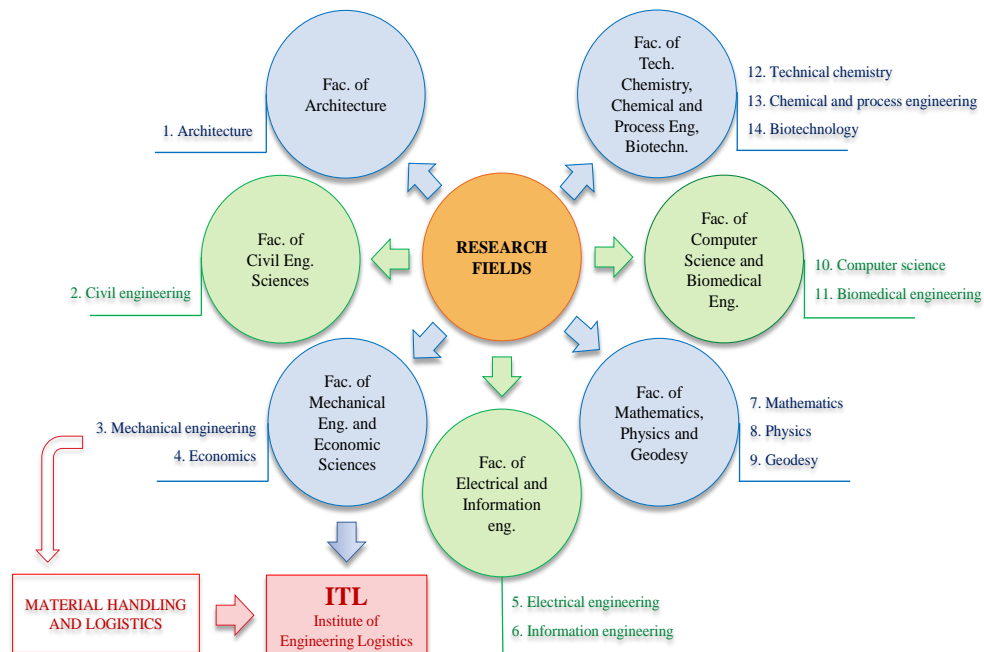 Fac. of
Architecture
1. Architecture
Fac. of
Tech.
Chemistry,
Chemical and
Process Eng,
Biotechn.
12. Technical chemistry
13. Chemical and process engineering
14. Biotechnology
Fac. of
Civil Eng.
Sciences
2. Civil engineering
RESEARCH
FIELDS
Fac. of
Computer
Science and
Biomedical
Eng.
10. Computer science
11. Biomedical engineering
Fac. of
Mechanical
Eng. and
Economic
Sciences
3. Mechanical engineering
4. Economics
Fac. of
Electrical and
Information
eng.
5. Electrical engineering
6. Information engineering
Fac. of
Mathematics,
Physics and
Geodesy
7. Mathematics
8. Physics
9. Geodesy
MATERIAL HANDLING
AND LOGISTICS
ITL
Institute of
Engineering Logistics